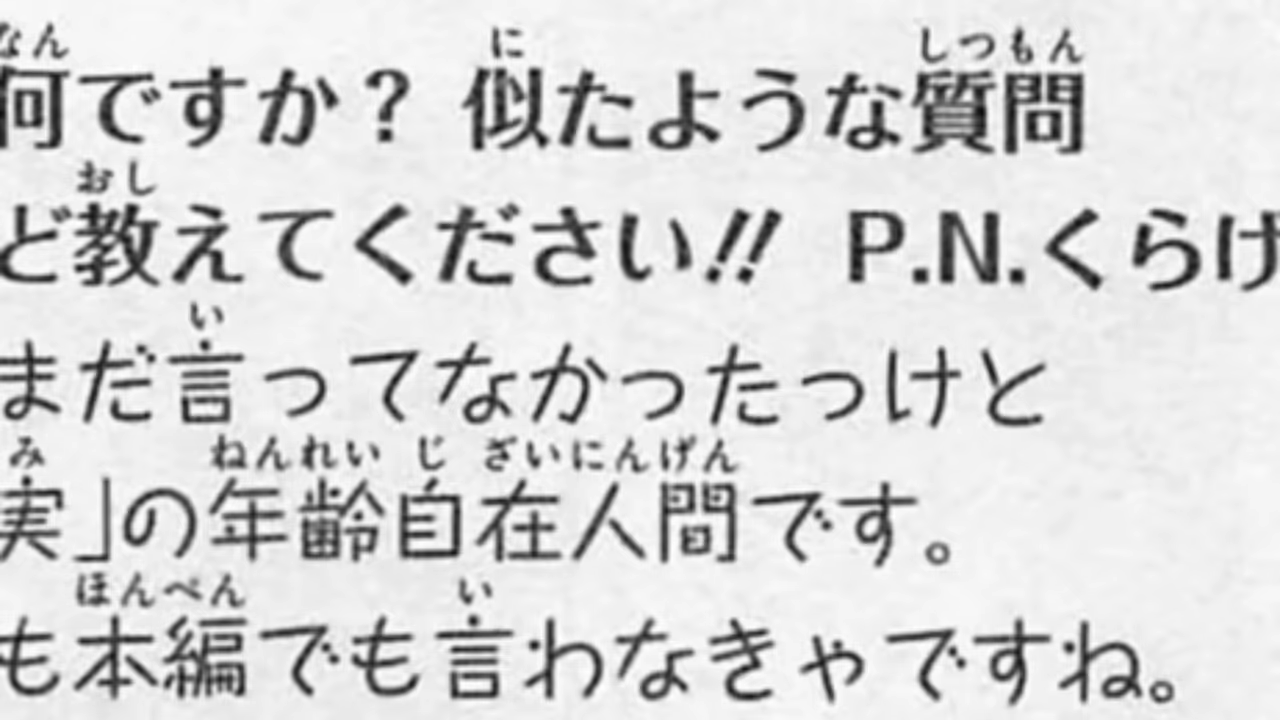 何ですか？ 似たような質問
ど教えてください!! P.N.くらげ
まだ言ってなかったっけと
実」の年齢自在人間です。
も本編でも言わなきゃですね。